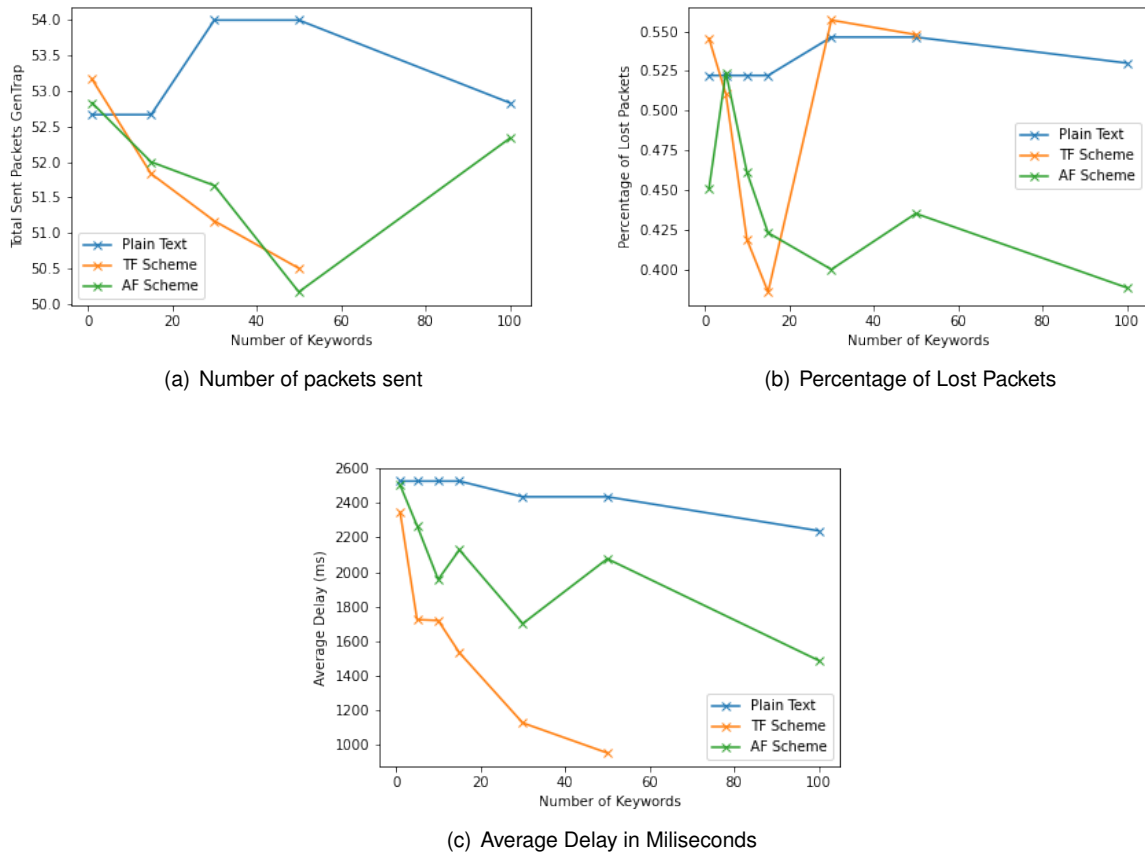 54.0
53.5
53.0
52.5
52.0
51.5
51.0
50.5
50.0
Total Sent Packets GenTrap
0 20 40 60 80 100
Number of Keywords
Plain Text
TF Scheme
AF Scheme
(a) Number of packets sent
0.550
0.525
0.500
0.475
0.450
0.425
0.400
Percentage of Lost Packets
0 20 40 60 80 100
Number of Keywords
Plain Text
TF Scheme
AF Scheme
(b) Percentage of Lost Packets
2600
2400
2200
2000
1800
1600
1400
1200
1000
Average Delay (ms)
0 20 40 60 80 100
Number of Keywords
Plain Text
TF Scheme
AF Scheme
(c) Average Delay in Miliseconds